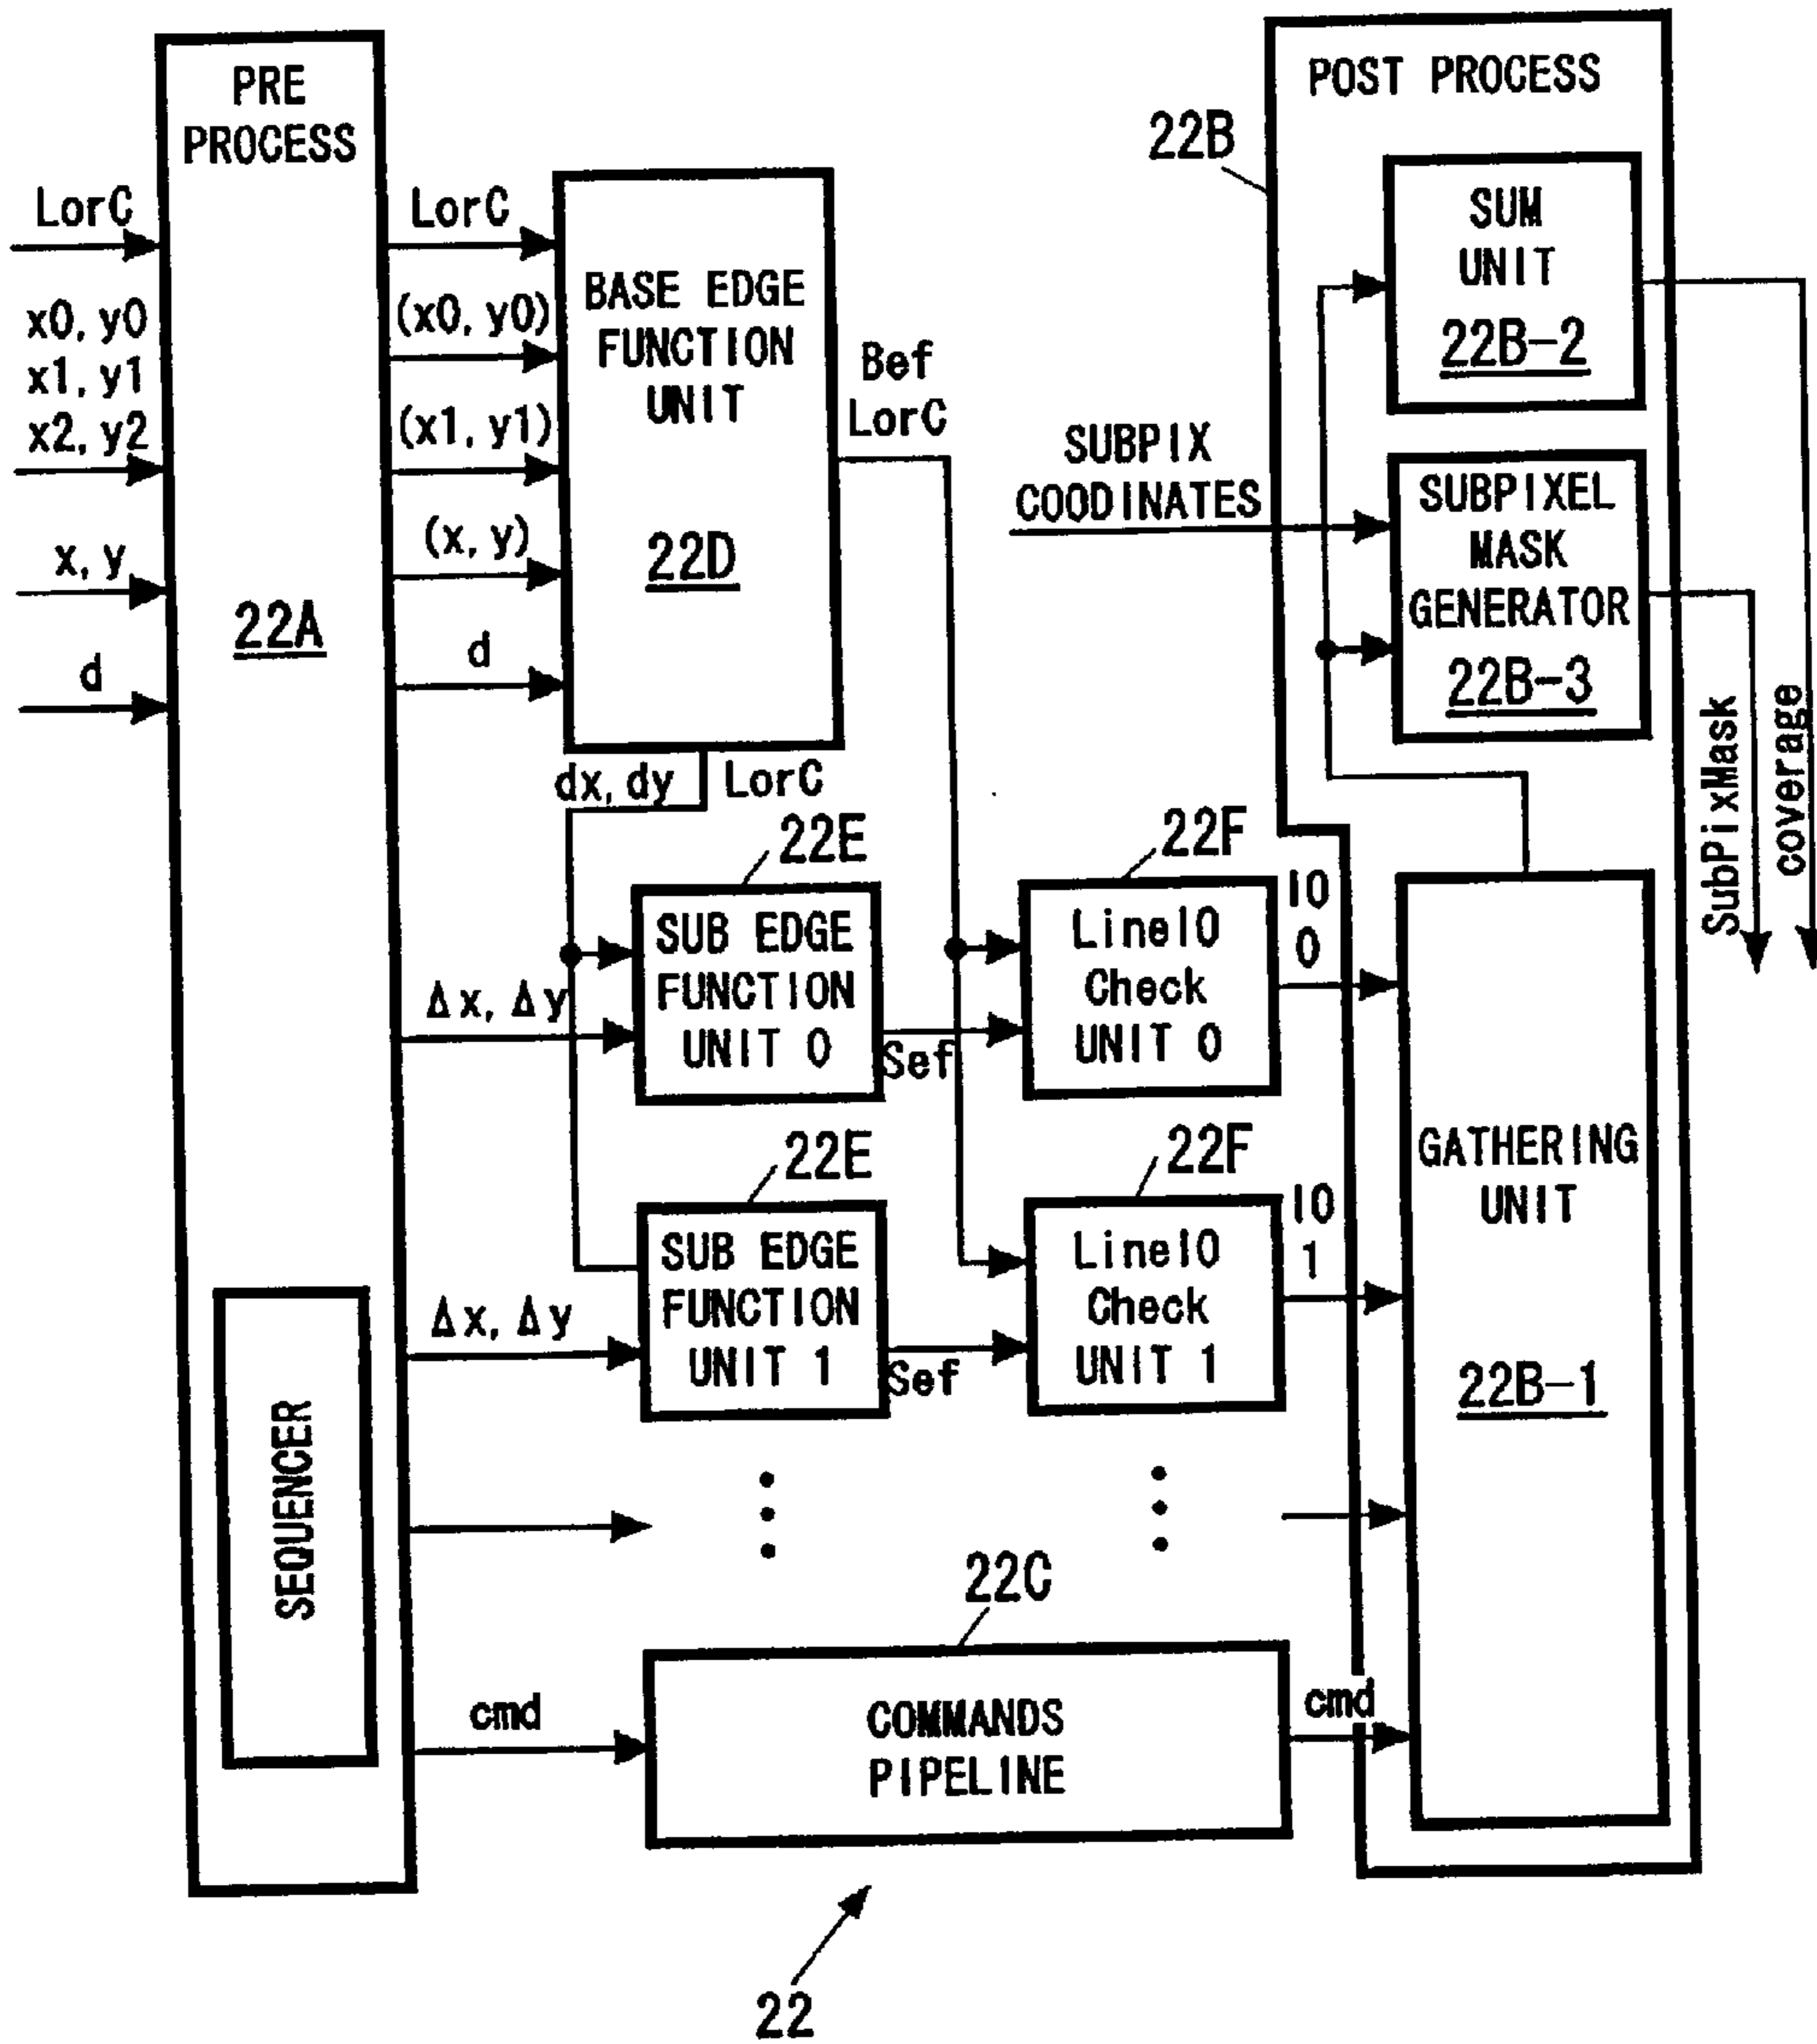 PRE
PROCESS
22A
SEQUENCER
LorC
x0, y0
x1, y1
x2, y2
x, y
d
LorC
(x0, y0)
(x1, y1)
(x, y)
d
BASE EDGE
FUNCTION
UNIT
22D
Bef
LorC
dx, dy
LorC
22E
SUB EDGE
FUNCTION
UNIT 0
Δx, Δy
Sef
22F
LineIO
Check
UNIT 0
IO
0
22E
SUB EDGE
FUNCTION
UNIT 1
Δx, Δy
Sef
22F
LineIO
Check
UNIT 1
IO
1
22C
cmd
COMMANDS
PIPELINE
cmd
22B
POST PROCESS
SUM
UNIT
22B-2
SUBPIX
COODINATES
SUBPIXEL
MASK
GENERATOR
22B-3
SubPixMask
coverage
GATHERING
UNIT
22B-1
22